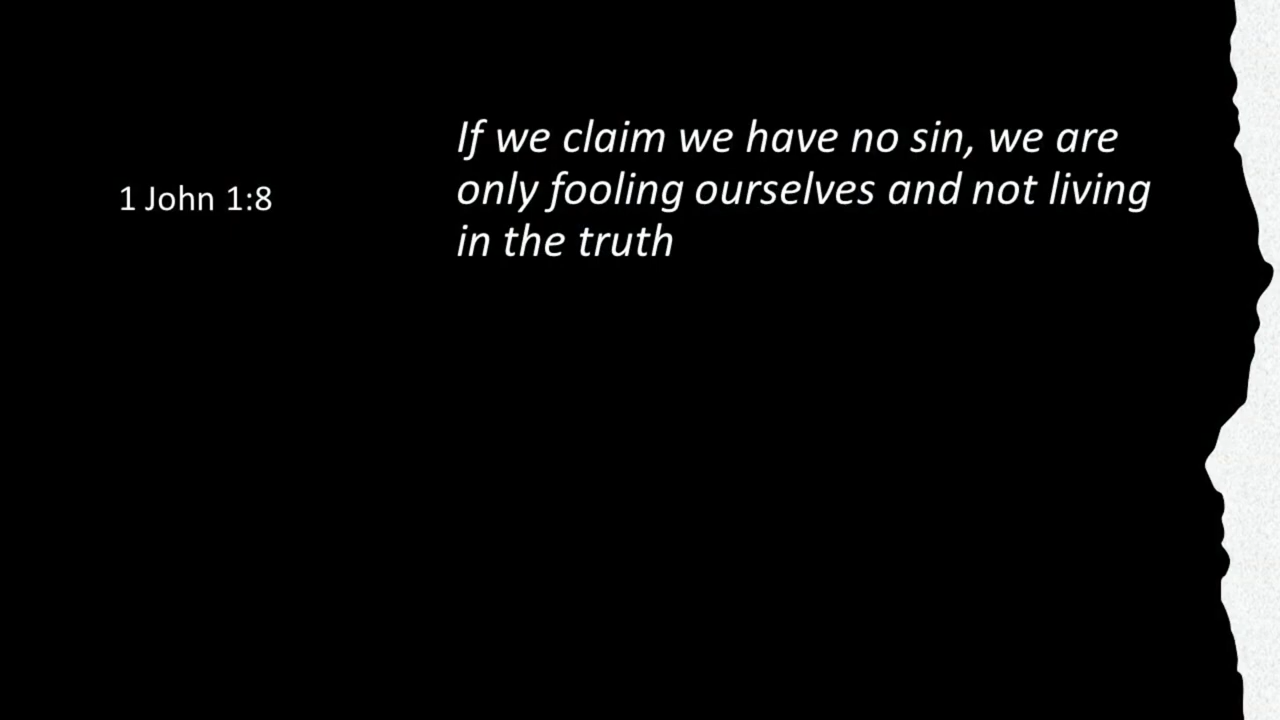 1 John 1:8
If we claim we have no sin, we are
only fooling ourselves and not living
in the truth